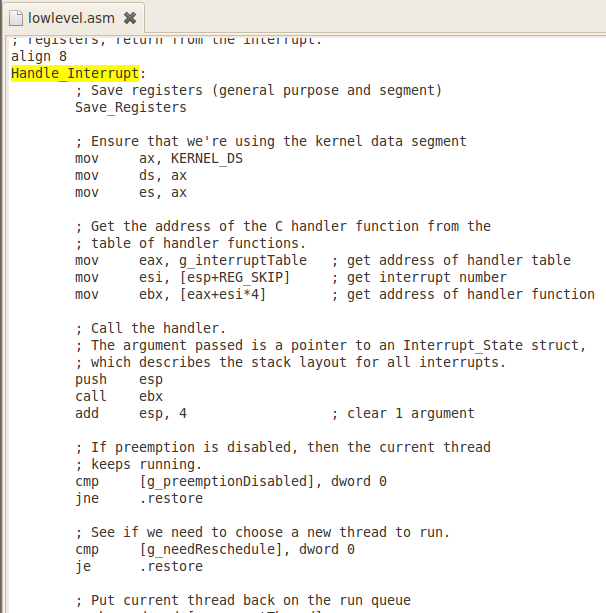 lowlevel.asm
; registers, return from the interrupt.
align 8
Handle_Interrupt:
; Save registers (general purpose and segment)
Save_Registers
; Ensure that we're using the kernel data segment
mov ax, KERNEL_DS
mov ds, ax
mov es, ax
; Get the address of the C handler function from the
; table of handler functions.
mov eax, g_interruptTable ; get address of handler table
mov esi, [esp+REG_SKIP] ; get interrupt number
mov ebx, [eax+esi*4] ; get address of handler function
; Call the handler.
; The argument passed is a pointer to an Interrupt_State struct,
; which describes the stack layout for all interrupts.
push esp
call ebx
add esp, 4 ; clear 1 argument
; If preemption is disabled, then the current thread
; keeps running.
cmp [g_preemptionDisabled], dword 0
jne .restore
; See if we need to choose a new thread to run.
cmp [g_needReschedule], dword 0
je .restore
; Put current thread back on the run queue